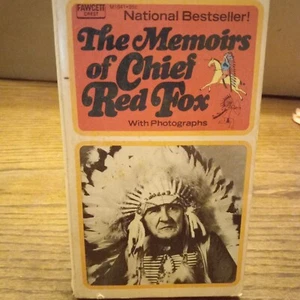 FAWCETT
National Bestseller!
The Memoirs
of Chief
Red Fox
With Photographs